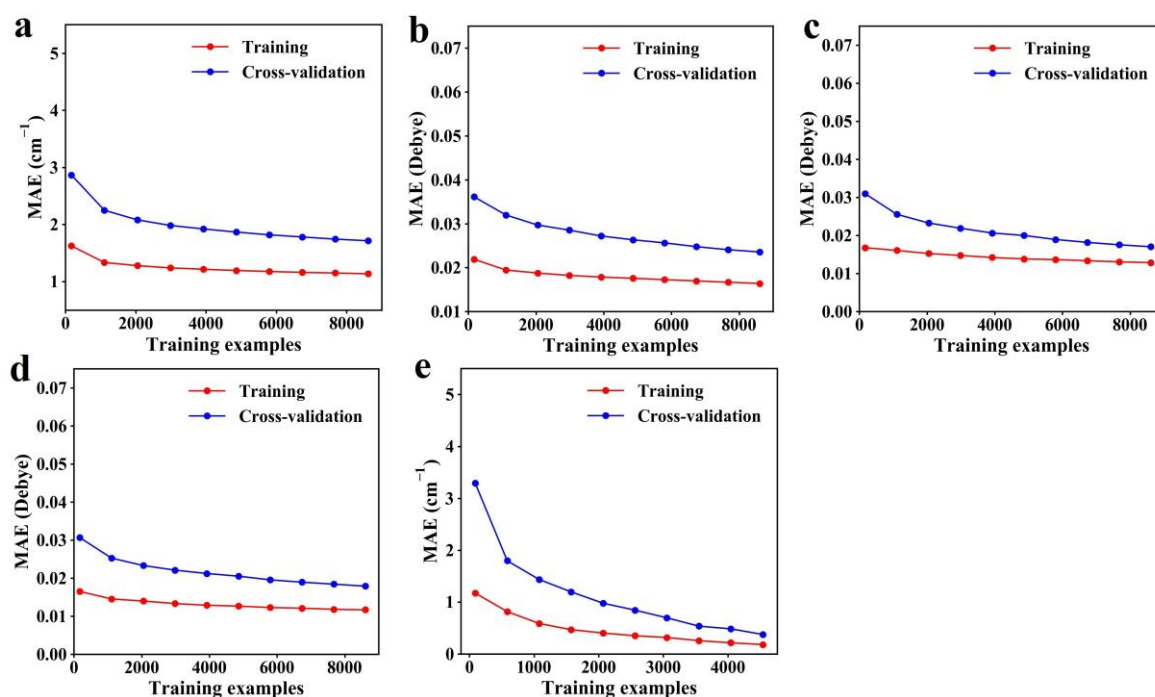 a
Training
Cross-validation
5
4
3
2
1
MAE (cm⁻¹)
0 2000 4000 6000 8000
Training examples
b
Training
Cross-validation
0.07
0.06
0.05
0.04
0.03
0.02
0.01
MAE (Debye)
0 2000 4000 6000 8000
Training examples
c
Training
Cross-validation
0.07
0.06
0.05
0.04
0.03
0.02
0.01
0.00
MAE (Debye)
0 2000 4000 6000 8000
Training examples
d
Training
Cross-validation
0.07
0.06
0.05
0.04
0.03
0.02
0.01
0.00
MAE (Debye)
0 2000 4000 6000 8000
Training examples
e
Training
Cross-validation
5
4
3
2
1
0
MAE (cm⁻¹)
0 1000 2000 3000 4000
Training examples